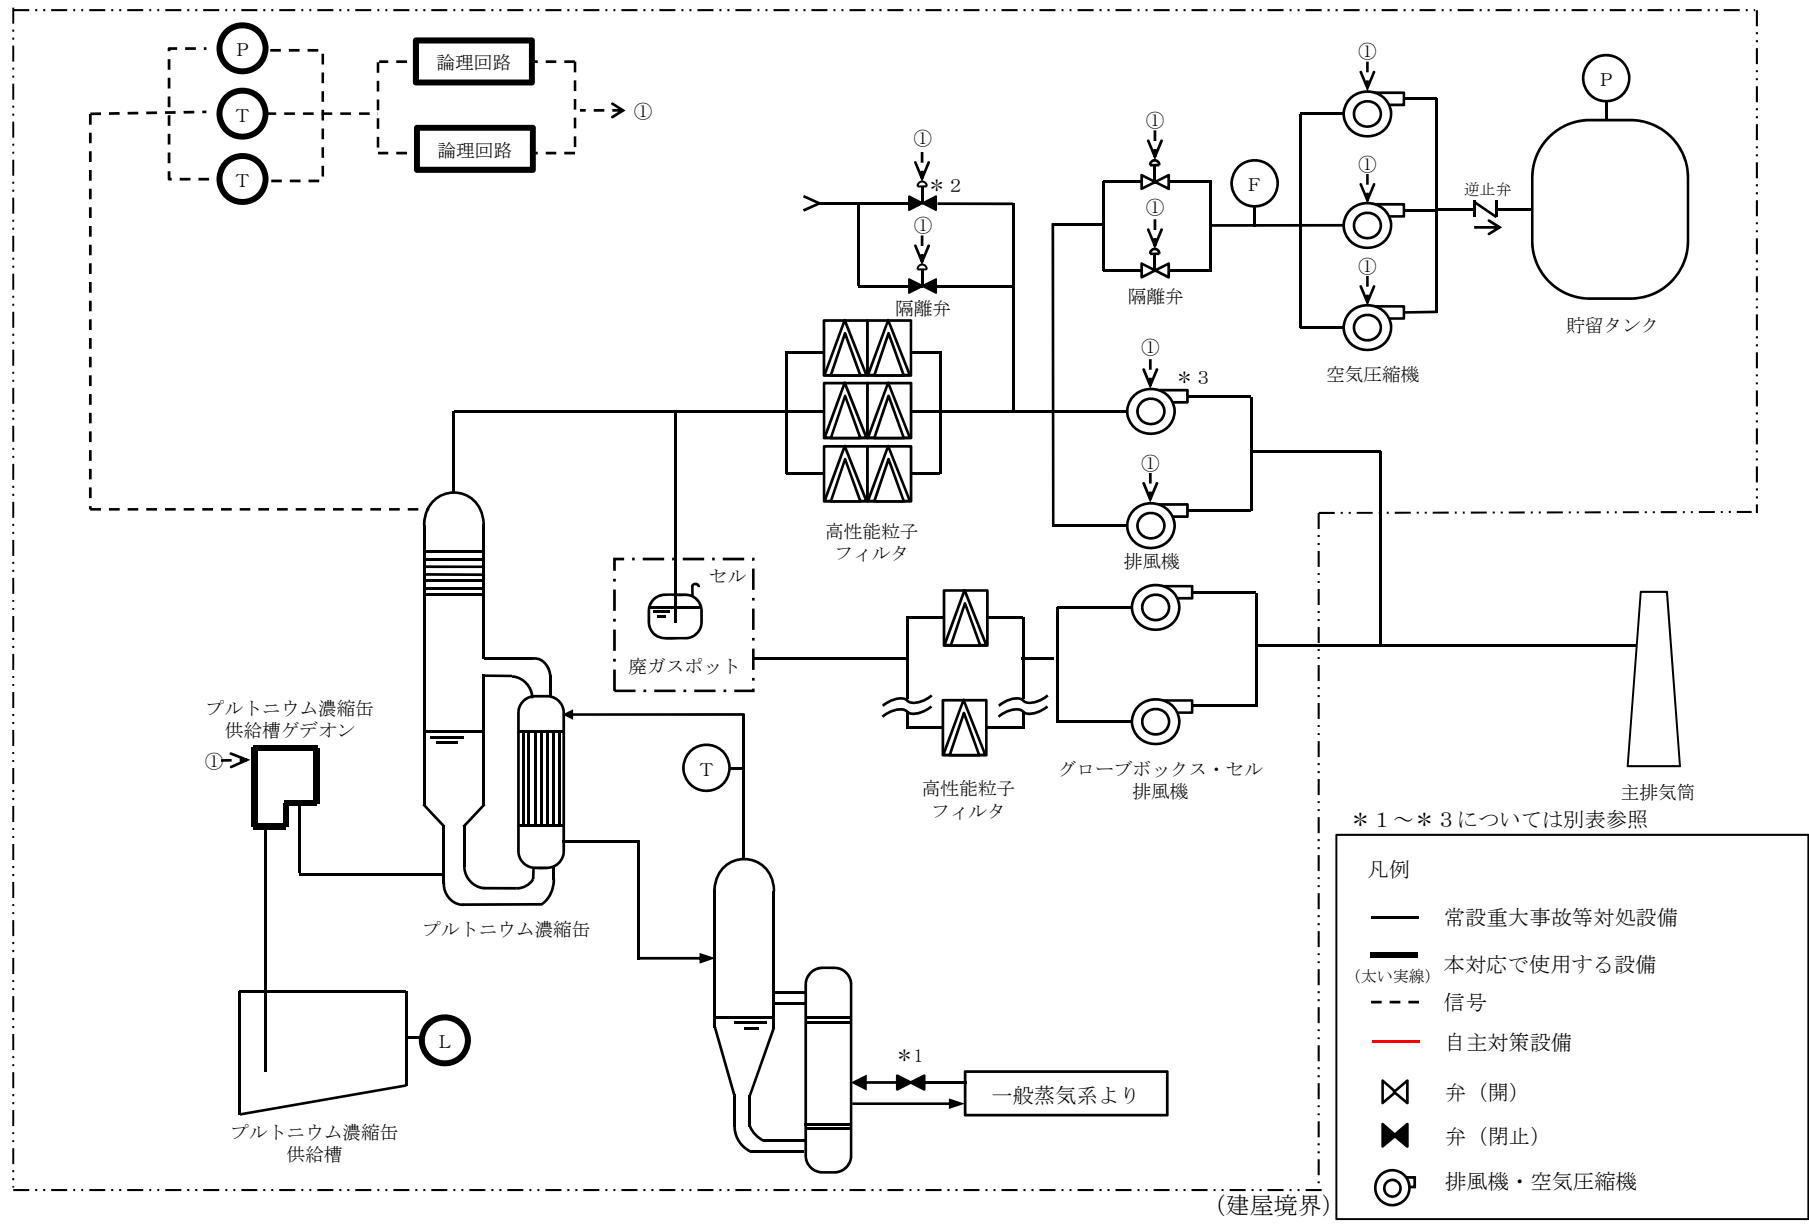 P
T
T
論理回路
論理回路
①
①
①
＊２
隔離弁
①
①
隔離弁
F
①
①
①
空気圧縮機
逆止弁
P
貯留タンク
①
＊３
①
排風機
高性能粒子
フィルタ
セル
廃ガスポット
高性能粒子
フィルタ
グローブボックス・セル
排風機
主排気筒
プルトニウム濃縮缶
供給槽ゲデオン
①
T
プルトニウム濃縮缶
L
プルトニウム濃縮缶
供給槽
＊1
一般蒸気系より
＊１～＊３については別表参照
凡例
常設重大事故等対処設備
本対応で使用する設備
（太い実線）
信号
自主対策設備
弁（開）
弁（閉止）
排風機・空気圧縮機
（建屋境界）